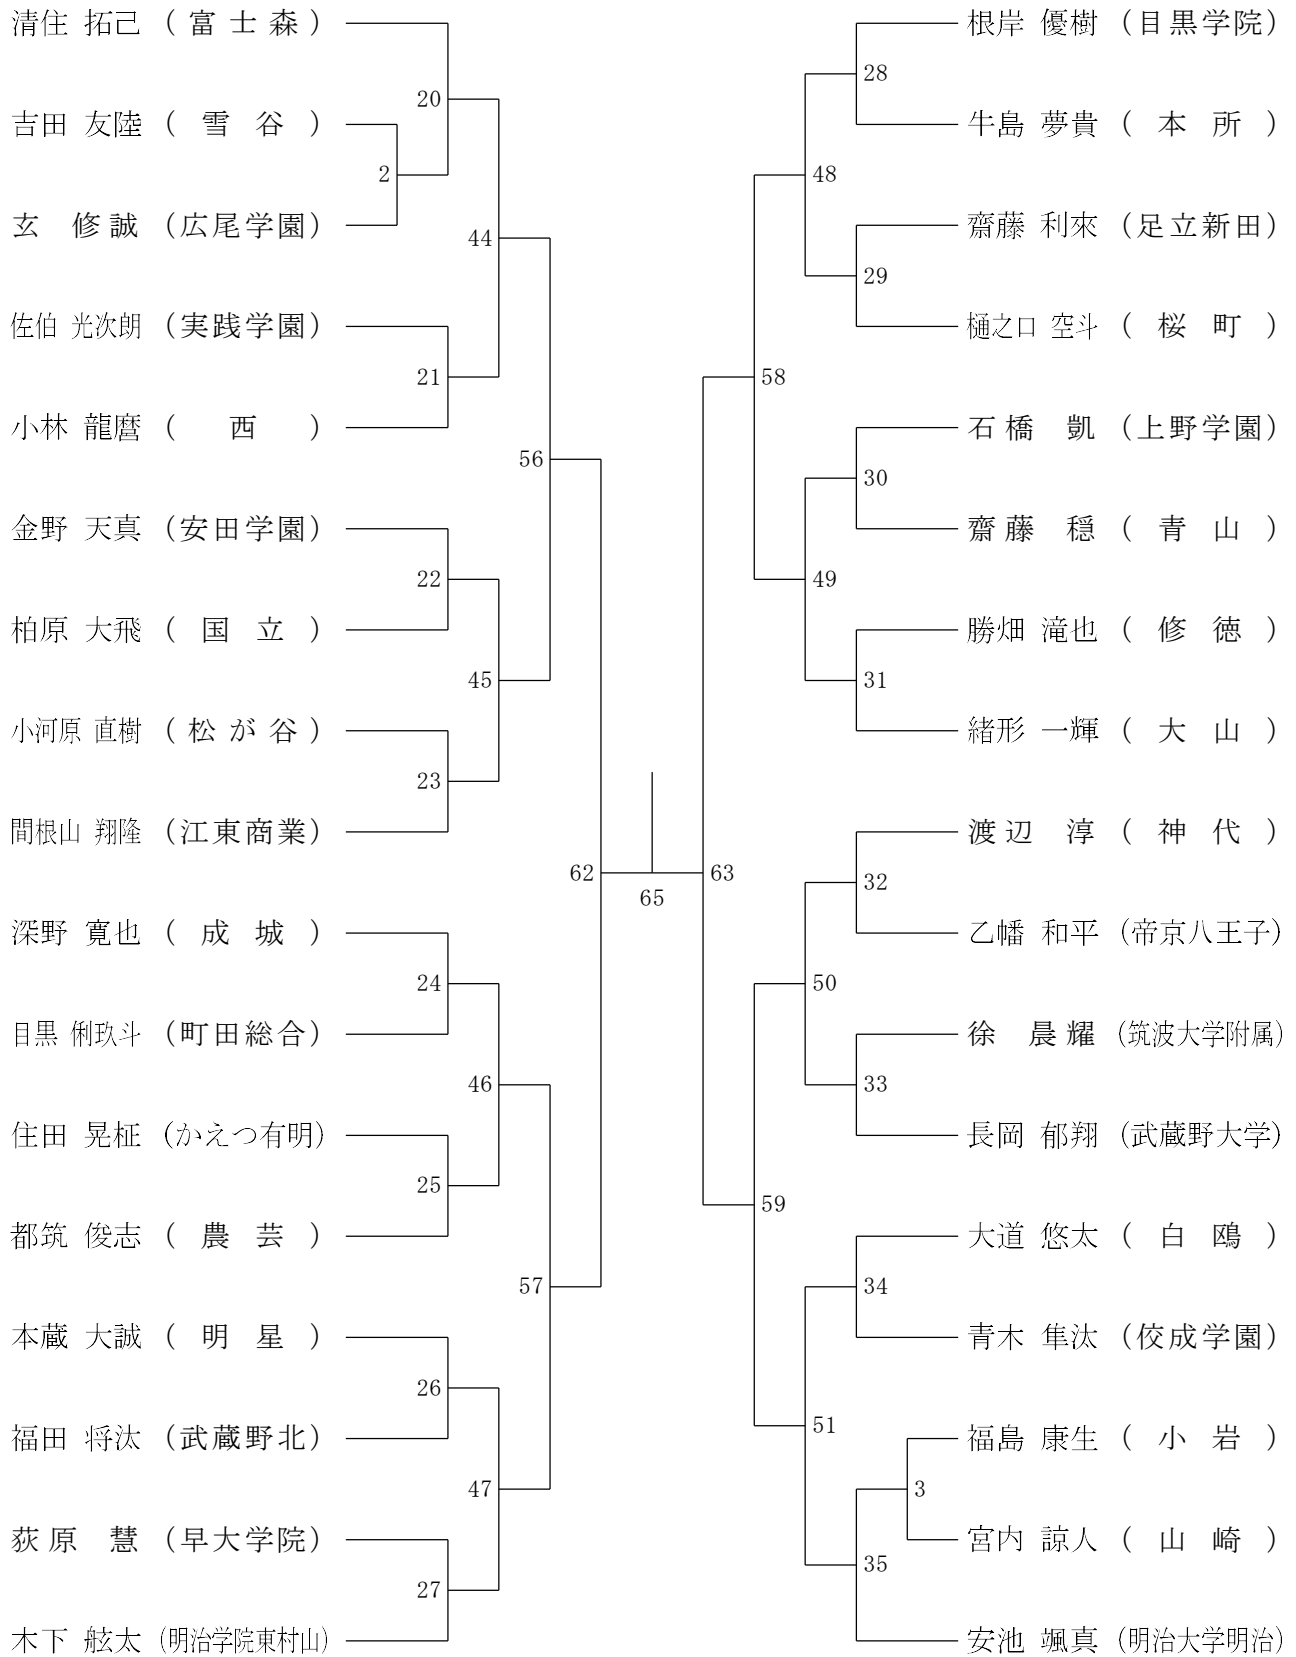 清住 拓己 ( 富 士 森 )
20
吉田 友陸 ( 雪 谷 )
2
玄 修誠 (広尾学園)
44
佐伯 光次朗 (実践学園)
21
小林 龍麿 ( 西 )
56
金野 天真 (安田学園)
22
柏原 大飛 ( 国 立 )
45
小河原 直樹 ( 松 が 谷 )
23
間根山 翔隆 (江東商業)
62
深野 寛也 ( 成 城 )
24
目黒 俐玖斗 (町田総合)
46
住田 晃柾 (かえつ有明)
25
都筑 俊志 ( 農 芸 )
57
本蔵 大誠 ( 明 星 )
26
福田 将汰 (武蔵野北)
47
荻原 慧 (早大学院)
27
木下 舷太 (明治学院東村山)
65
根岸 優樹 (目黒学院)
28
牛島 夢貴 ( 本 所 )
48
齋藤 利來 (足立新田)
29
樋之口 空斗 ( 桜 町 )
58
石橋 凱 (上野学園)
30
齋藤 穏 ( 青 山 )
49
勝畑 滝也 ( 修 徳 )
31
緒形 一輝 ( 大 山 )
63
渡辺 淳 ( 神 代 )
32
乙幡 和平 (帝京八王子)
50
徐 晨耀 (筑波大学附属)
33
長岡 郁翔 (武蔵野大学)
59
大道 悠太 ( 白 鴎 )
34
青木 隼汰 (佼成学園)
51
福島 康生 ( 小 岩 )
3
宮内 諒人 ( 山 崎 )
35
安池 颯真 (明治大学明治)